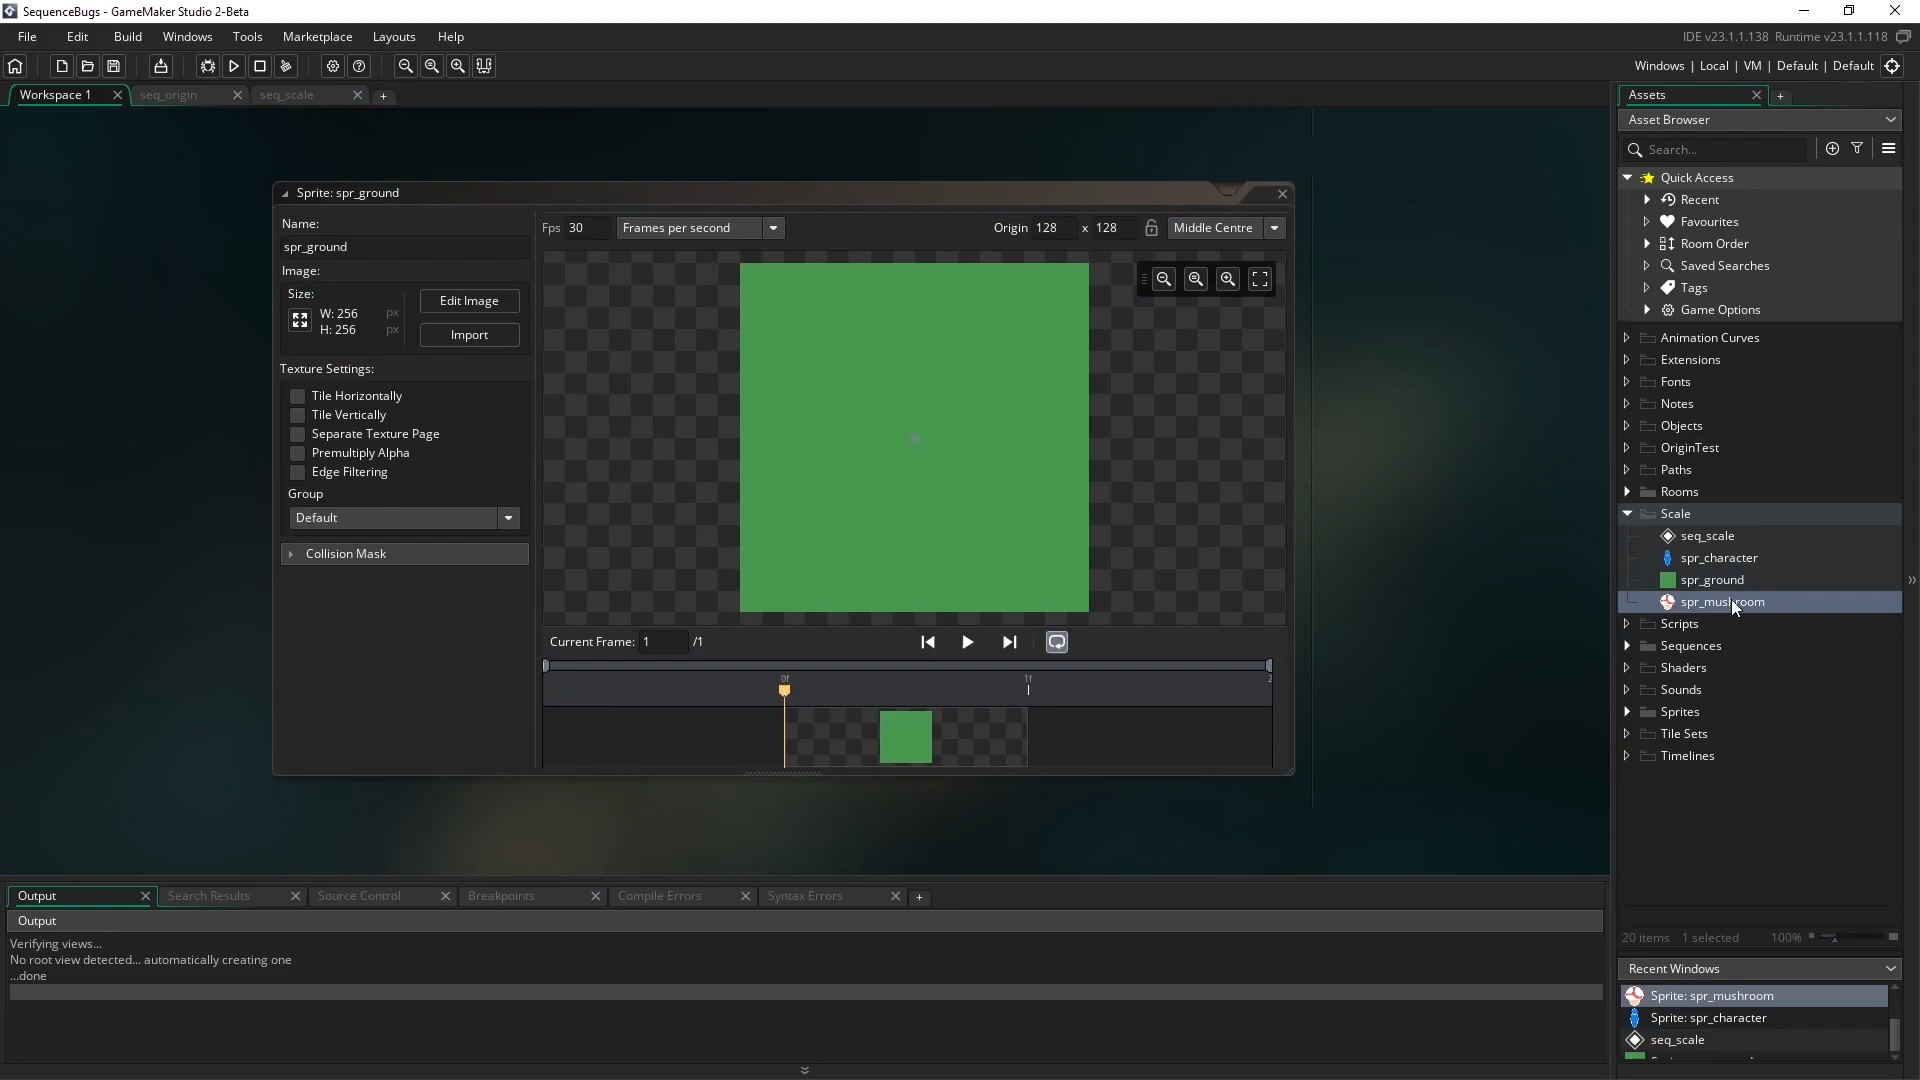 SequenceBugs - GameMaker Studio 2-Beta
File Edit Build Windows Tools Marketplace Layouts Help
IDE v23.1.1.138 Runtime v23.1.1.118
Windows | Local | VM | Default | Default
Workspace 1
seq_origin
seq_scale
Sprite: spr_ground
Name:
spr_ground
Image:
Size:
W: 256 px
H: 256 px
Edit Image
Import
Texture Settings:
Tile Horizontally
Tile Vertically
Separate Texture Page
Premultiply Alpha
Edge Filtering
Group
Default
Collision Mask
Fps 30 Frames per second
Origin 128 x 128 Middle Centre
Current Frame: 1 /1
0f 1f 2
Assets
Asset Browser
Search...
Quick Access
Recent
Favourites
Room Order
Saved Searches
Tags
Game Options
Animation Curves
Extensions
Fonts
Notes
Objects
OriginTest
Paths
Rooms
Scale
seq_scale
spr_character
spr_ground
spr_mushroom
Scripts
Sequences
Shaders
Sounds
Sprites
Tile Sets
Timelines
20 items 1 selected 100%
Recent Windows
Sprite: spr_mushroom
Sprite: spr_character
seq_scale
Output
Search Results
Source Control
Breakpoints
Compile Errors
Syntax Errors
Output
Verifying views...
No root view detected... automatically creating one
...done